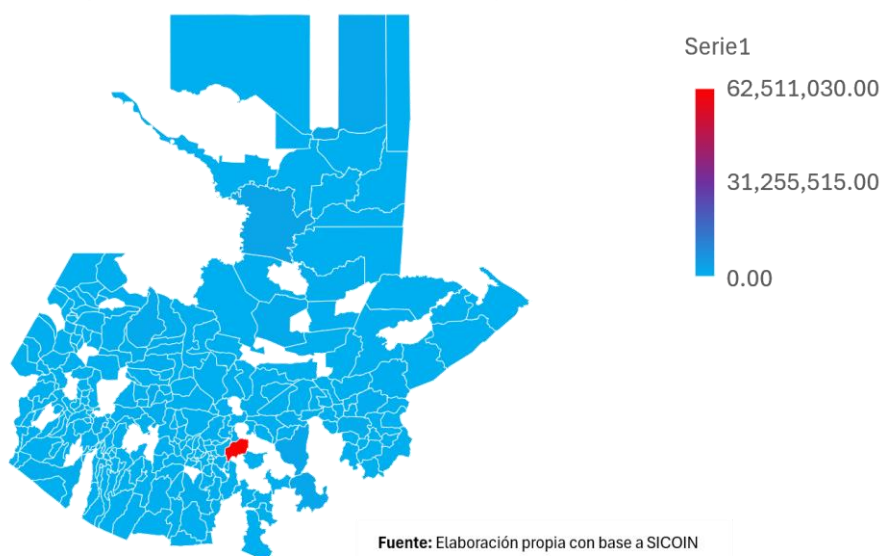 Serie1
62,511,030.00
31,255,515.00
0.00
Fuente: Elaboración propia con base a SICOIN